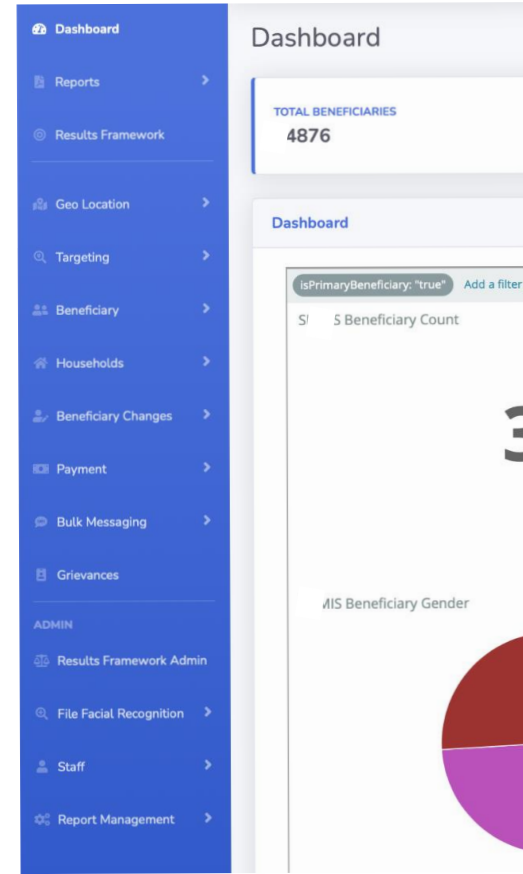 Dashboard
Reports
Results Framework
Geo Location
Targeting
Beneficiary
Households
Beneficiary Changes
Payment
Bulk Messaging
Grievances
ADMIN
Results Framework Admin
File Facial Recognition
Staff
Report Management
Dashboard
TOTAL BENEFICIARIES
4876
Dashboard
isPrimaryBeneficiary: "true" Add a filter
Beneficiary Count
MIS Beneficiary Gender